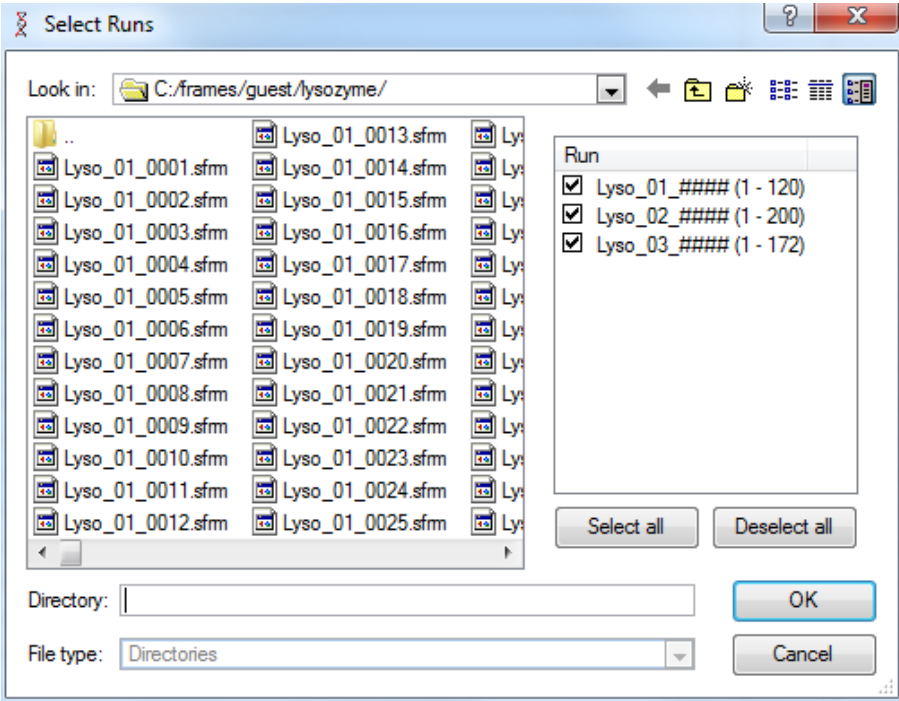 Select Runs
Look in: C:/frames/guest/lysozyme/
..
Lyso_01_0001.sfrm
Lyso_01_0002.sfrm
Lyso_01_0003.sfrm
Lyso_01_0004.sfrm
Lyso_01_0005.sfrm
Lyso_01_0006.sfrm
Lyso_01_0007.sfrm
Lyso_01_0008.sfrm
Lyso_01_0009.sfrm
Lyso_01_0010.sfrm
Lyso_01_0011.sfrm
Lyso_01_0012.sfrm
Lyso_01_0013.sfrm
Lyso_01_0014.sfrm
Lyso_01_0015.sfrm
Lyso_01_0016.sfrm
Lyso_01_0017.sfrm
Lyso_01_0018.sfrm
Lyso_01_0019.sfrm
Lyso_01_0020.sfrm
Lyso_01_0021.sfrm
Lyso_01_0022.sfrm
Lyso_01_0023.sfrm
Lyso_01_0024.sfrm
Lyso_01_0025.sfrm
Run
Lyso_01_#### (1 - 120)
Lyso_02_#### (1 - 200)
Lyso_03_#### (1 - 172)
Select all
Deselect all
Directory:
OK
File type: Directories
Cancel